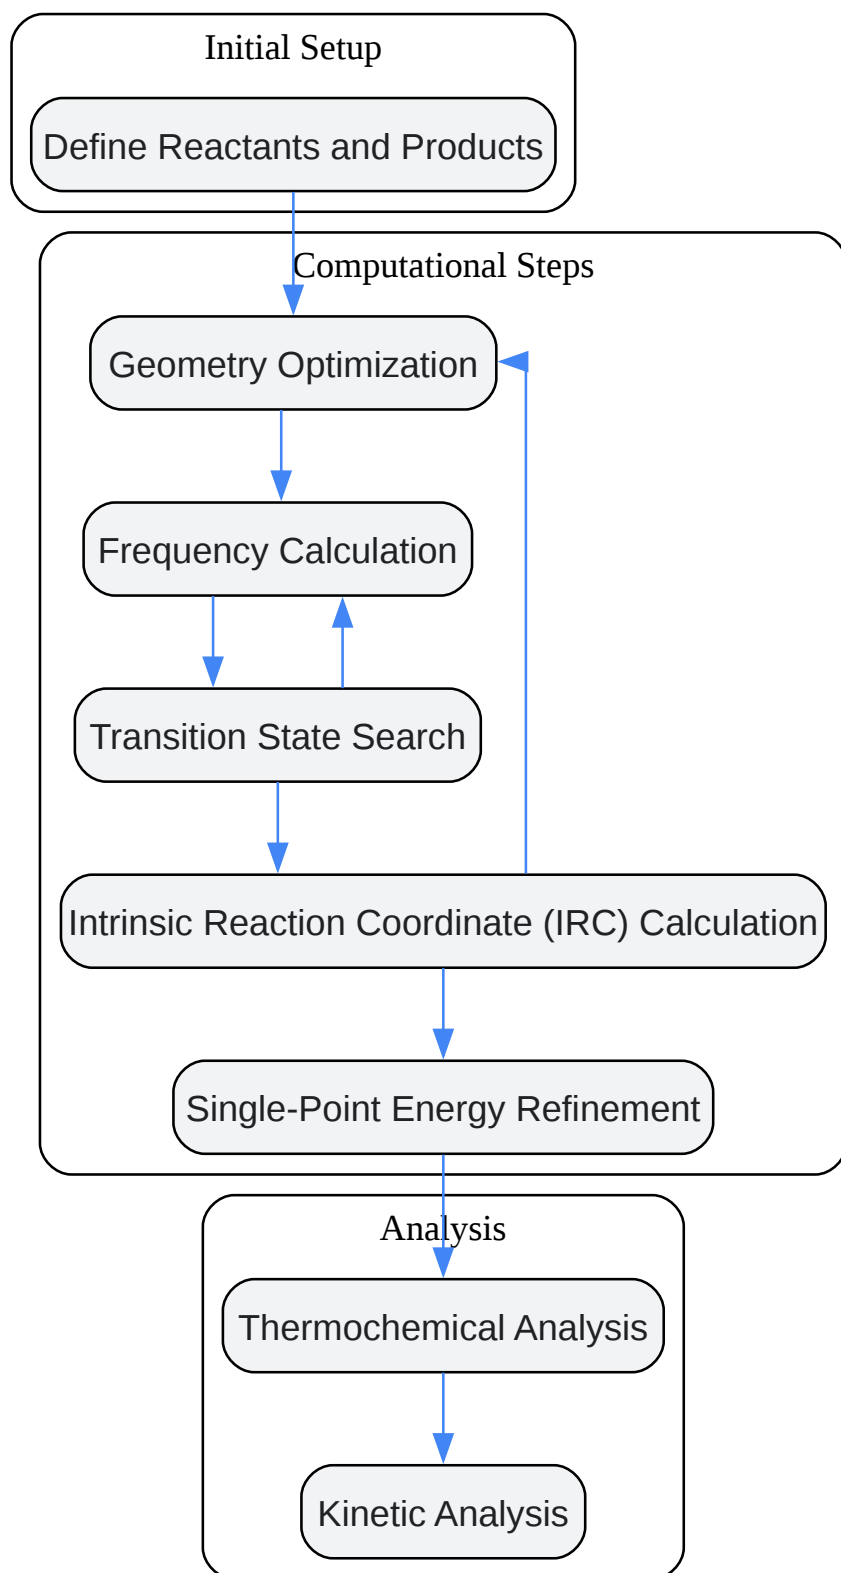 Initial Setup
Define Reactants and Products
Computational Steps
Geometry Optimization
Frequency Calculation
Transition State Search
Intrinsic Reaction Coordinate (IRC) Calculation
Single-Point Energy Refinement
Analysis
Thermochemical Analysis
Kinetic Analysis